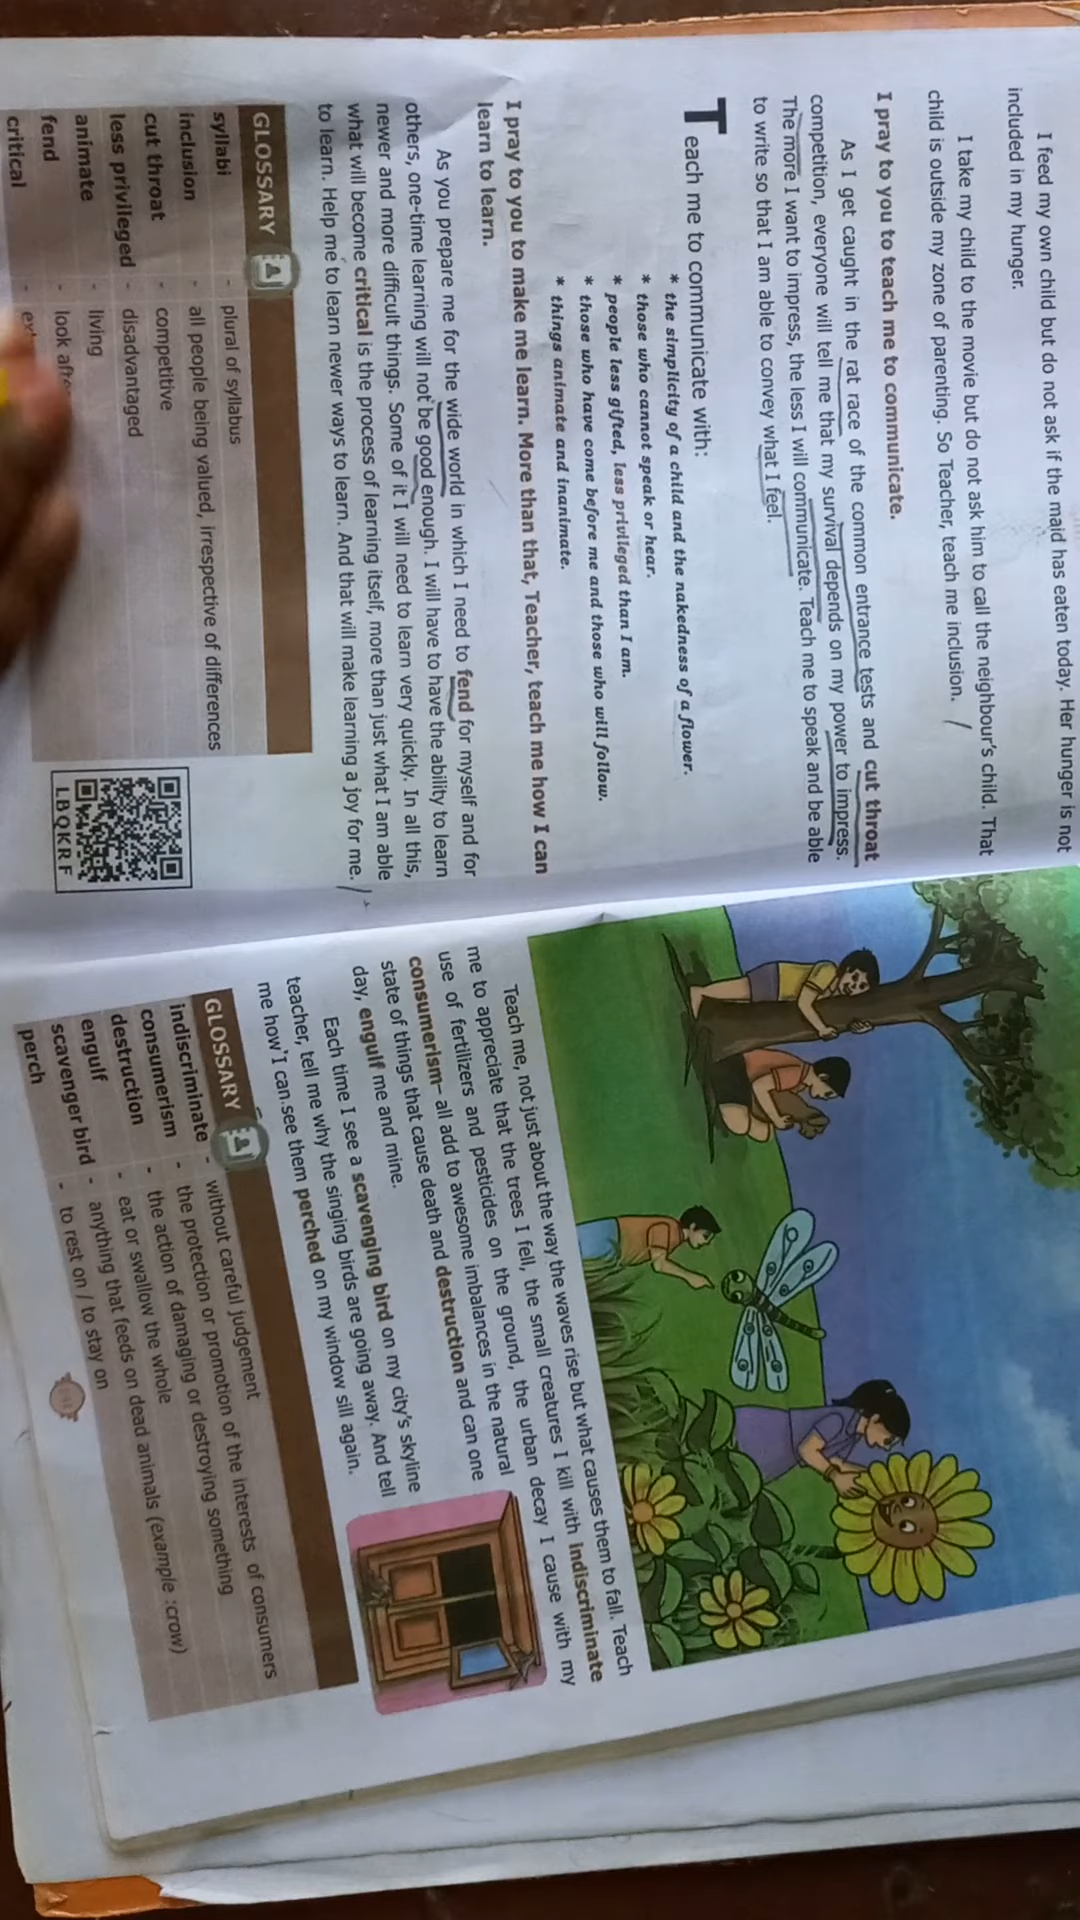 I feed my own child but do not ask if the maid has eaten today. Her hunger is not
included in my hunger.
I take my child to the movie but do not ask him to call the neighbour's child. That
child is outside my zone of parenting. So Teacher, teach me inclusion.
I pray to you to teach me to communicate.
As I get caught in the rat race of the common entrance tests and cut throat
competition, everyone will tell me that my survival depends on my power to impress.
The more I want to impress, the less I will communicate. Teach me to speak and be able
to write so that I am able to convey what I feel.
Teach me to communicate with:
* the simplicity of a child and the nakedness of a flower.
* those who cannot speak or hear.
* people less gifted, less privileged than I am.
* those who have come before me and those who will follow.
* things animate and inanimate.
I pray to you to make me learn. More than that, Teacher, teach me how I can
learn to learn.
As you prepare me for the wide world in which I need to fend for myself and for
others, one-time learning will not be good enough. I will have to have the ability to learn
newer and more difficult things. Some of it I will need to learn very quickly. In all this,
what will become critical is the process of learning itself, more than just what I am able
to learn. Help me to learn newer ways to learn. And that will make learning a joy for me.
GLOSSARY
syllabi - plural of syllabus
inclusion - all people being valued, irrespective of differences
cut throat - competitive
less privileged - disadvantaged
animate - living
fend - look
critical -
LBQKRF
Teach me, not just about the way the waves rise but what causes them to fall. Teach
me to appreciate that the trees I fell, the small creatures I kill with indiscriminate
use of fertilizers and pesticides on the ground, the urban decay I cause with my
consumerism– all add to awesome imbalances in the natural
state of things that cause death and destruction and can one
day, engulf me and mine.
Each time I see a scavenging bird on my city's skyline
teacher, tell me why the singing birds are going away. And tell
me how I can see them perched on my window sill again.
GLOSSARY
indiscriminate - without careful judgement
consumerism - the protection or promotion of the interests of consumers
destruction - the action of damaging or destroying something
engulf - eat or swallow the whole
scavenger bird - anything that feeds on dead animals (example :crow)
perch - to rest on / to stay on